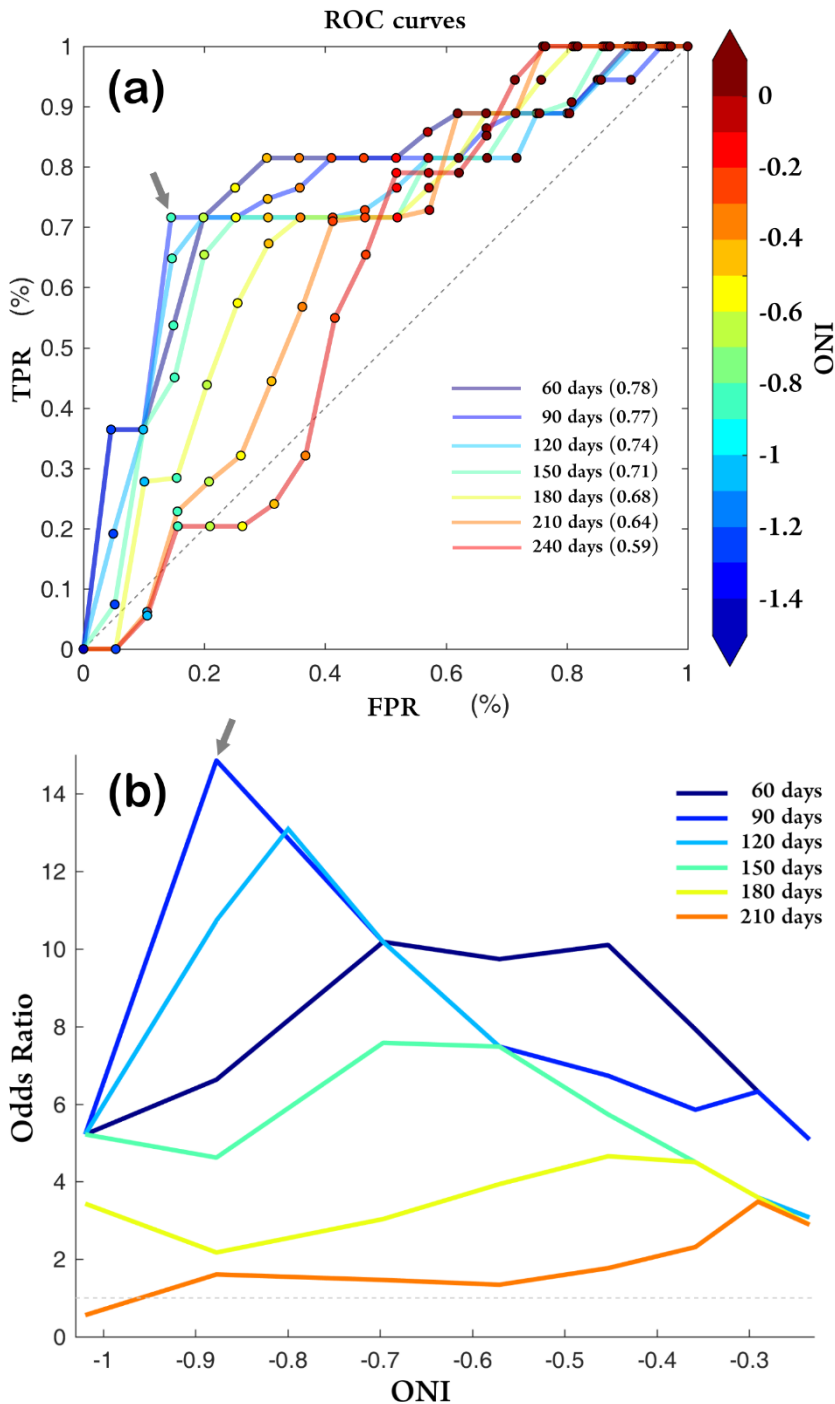 ROC curves
(a)
1
0.9
0.8
0.7
0.6
0.5
0.4
0.3
0.2
0.1
0
TPR (%)
0 0.2 0.4 0.6 0.8 1
FPR (%)
60 days (0.78)
90 days (0.77)
120 days (0.74)
150 days (0.71)
180 days (0.68)
210 days (0.64)
240 days (0.59)
0
-0.2
-0.4
-0.6
-0.8
-1
-1.2
-1.4
ONI
(b)
14
12
10
8
6
4
2
0
Odds Ratio
60 days
90 days
120 days
150 days
180 days
210 days
-1 -0.9 -0.8 -0.7 -0.6 -0.5 -0.4 -0.3
ONI